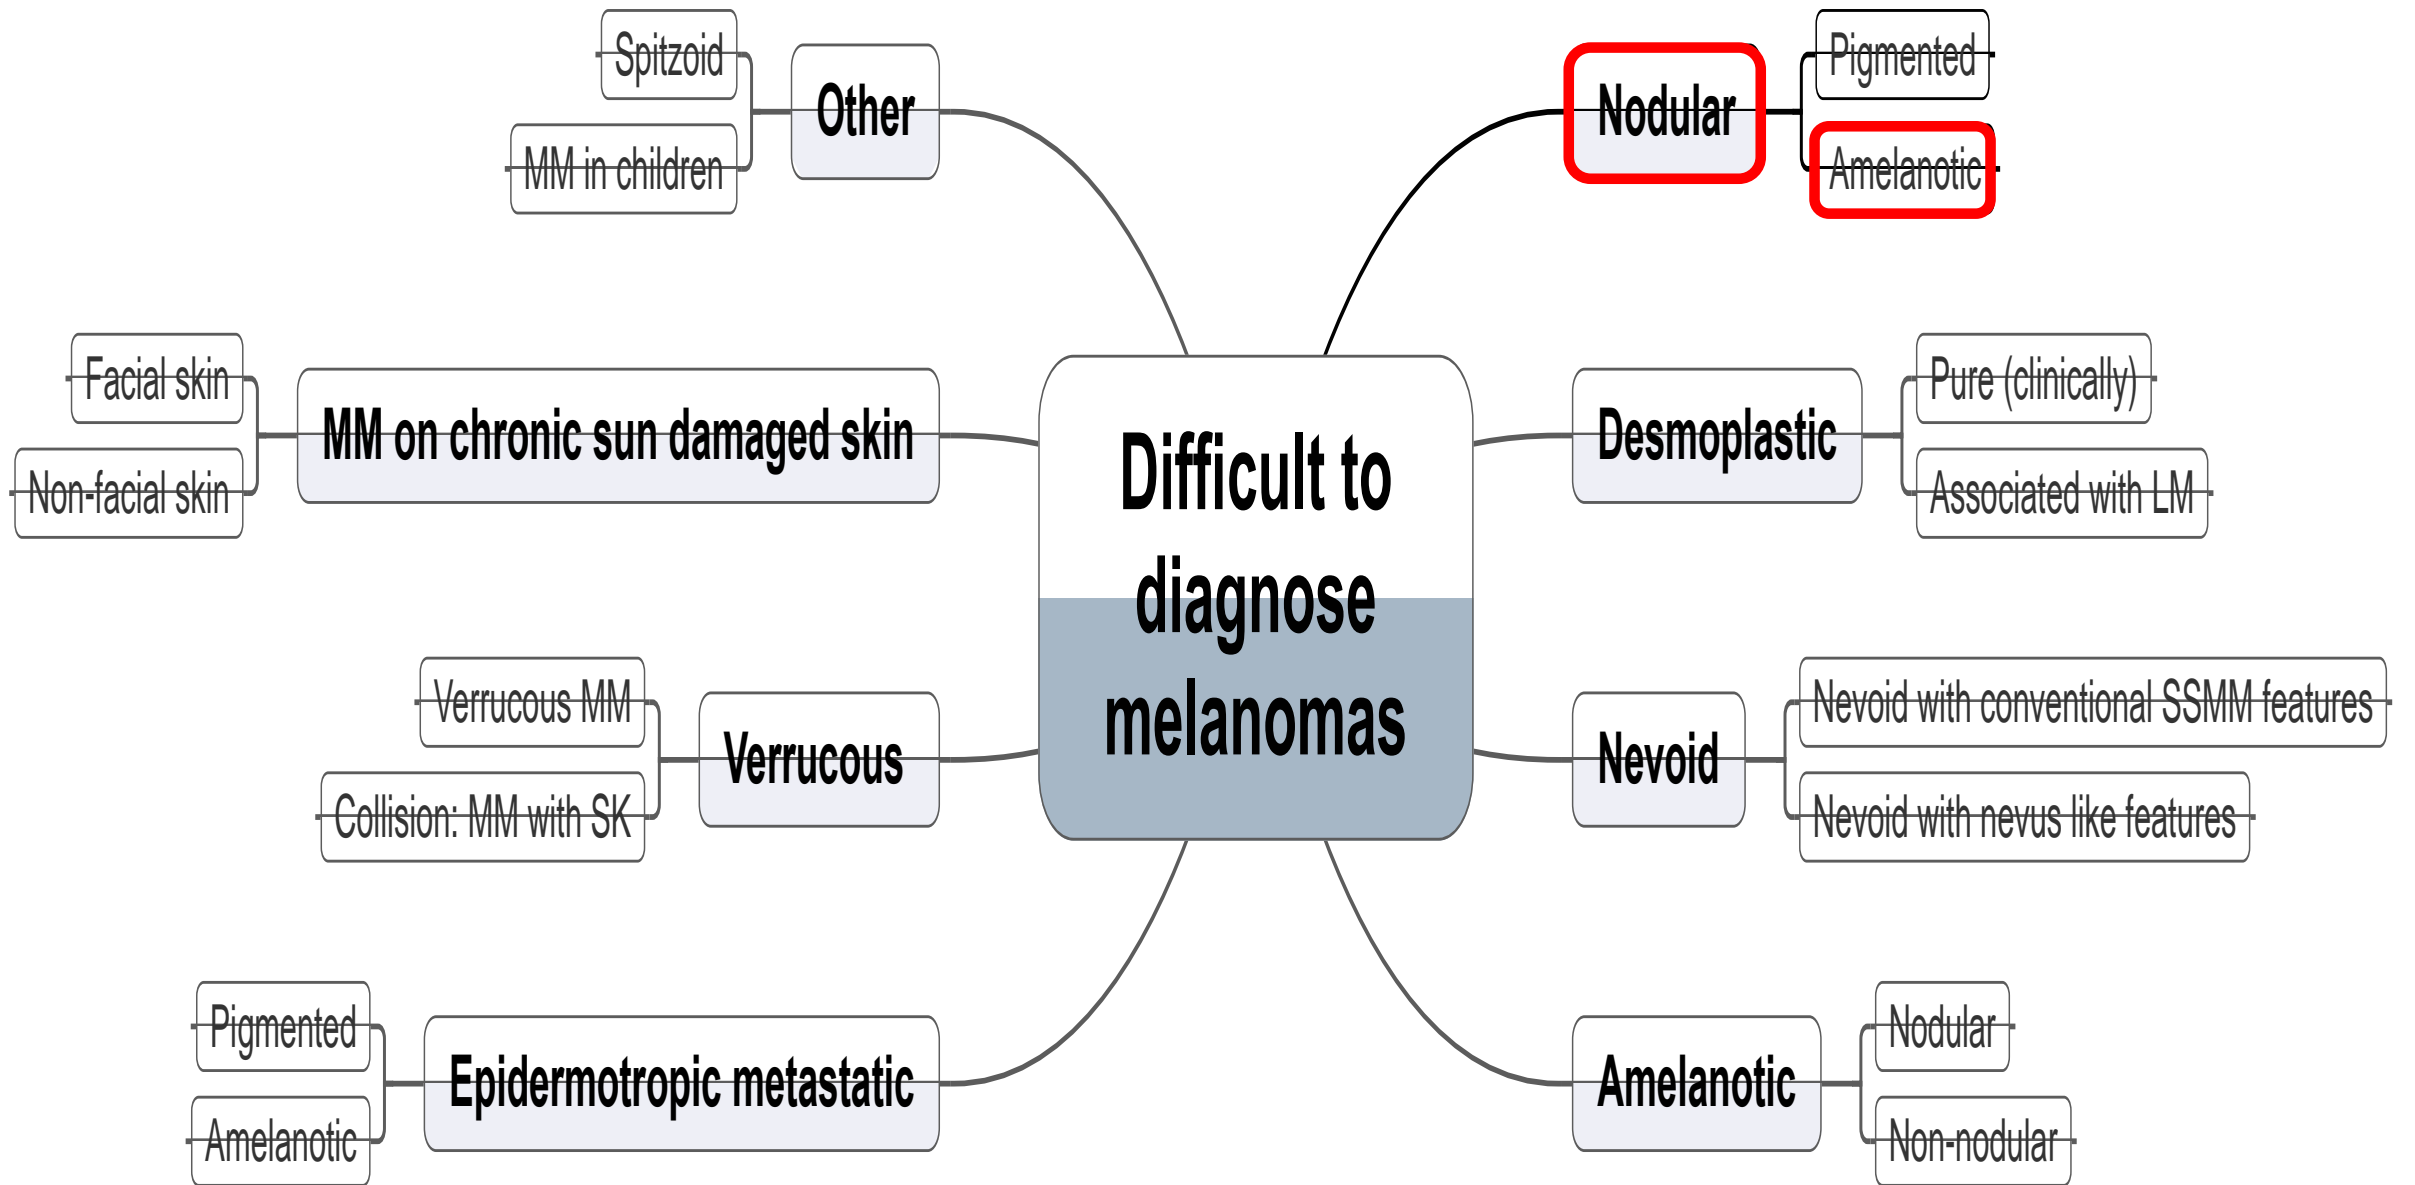 Difficult to
diagnose
melanomas
Nodular
Pigmented
Amelanotic
Desmoplastic
Pure (clinically)
Associated with LM
Nevoid
Nevoid with conventional SSMM features
Nevoid with nevus like features
Amelanotic
Nodular
Non-nodular
Other
Spitzoid
MM in children
MM on chronic sun damaged skin
Facial skin
Non-facial skin
Verrucous
Verrucous MM
Collision: MM with SK
Epidermotropic metastatic
Pigmented
Amelanotic